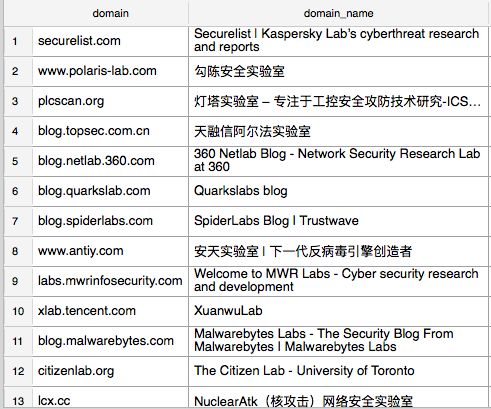 domain domain_name
1 securelist.com Securelist | Kaspersky Lab's cyberthreat research
and reports
2 www.polaris-lab.com 勾陈安全实验室
3 plcscan.org 灯塔实验室 – 专注于工控安全攻防技术研究-ICS...
4 blog.topsec.com.cn 天融信阿尔法实验室
5 blog.netlab.360.com 360 Netlab Blog - Network Security Research Lab
at 360
6 blog.quarkslab.com Quarkslabs blog
7 blog.spiderlabs.com SpiderLabs Blog | Trustwave
8 www.antiy.com 安天实验室 | 下一代反病毒引擎创造者
9 labs.mwrinfosecurity.com Welcome to MWR Labs - Cyber security research
and development
10 xlab.tencent.com XuanwuLab
11 blog.malwarebytes.com Malwarebytes Labs - The Security Blog From
Malwarebytes | Malwarebytes Labs
12 citizenlab.org The Citizen Lab - University of Toronto
13 lcx.cc NuclearAtk（核攻击）网络安全实验室